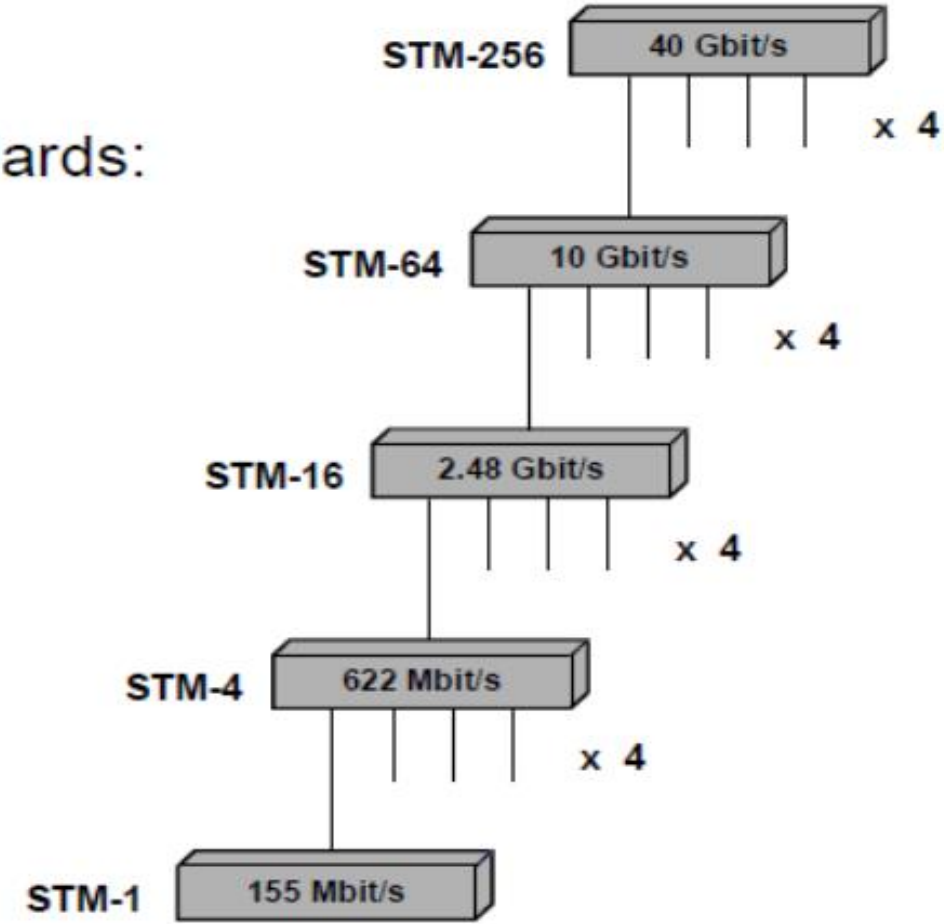 STM-256 40 Gbit/s
x 4
ards:
STM-64 10 Gbit/s
x 4
STM-16 2.48 Gbit/s
x 4
STM-4 622 Mbit/s
x 4
STM-1 155 Mbit/s